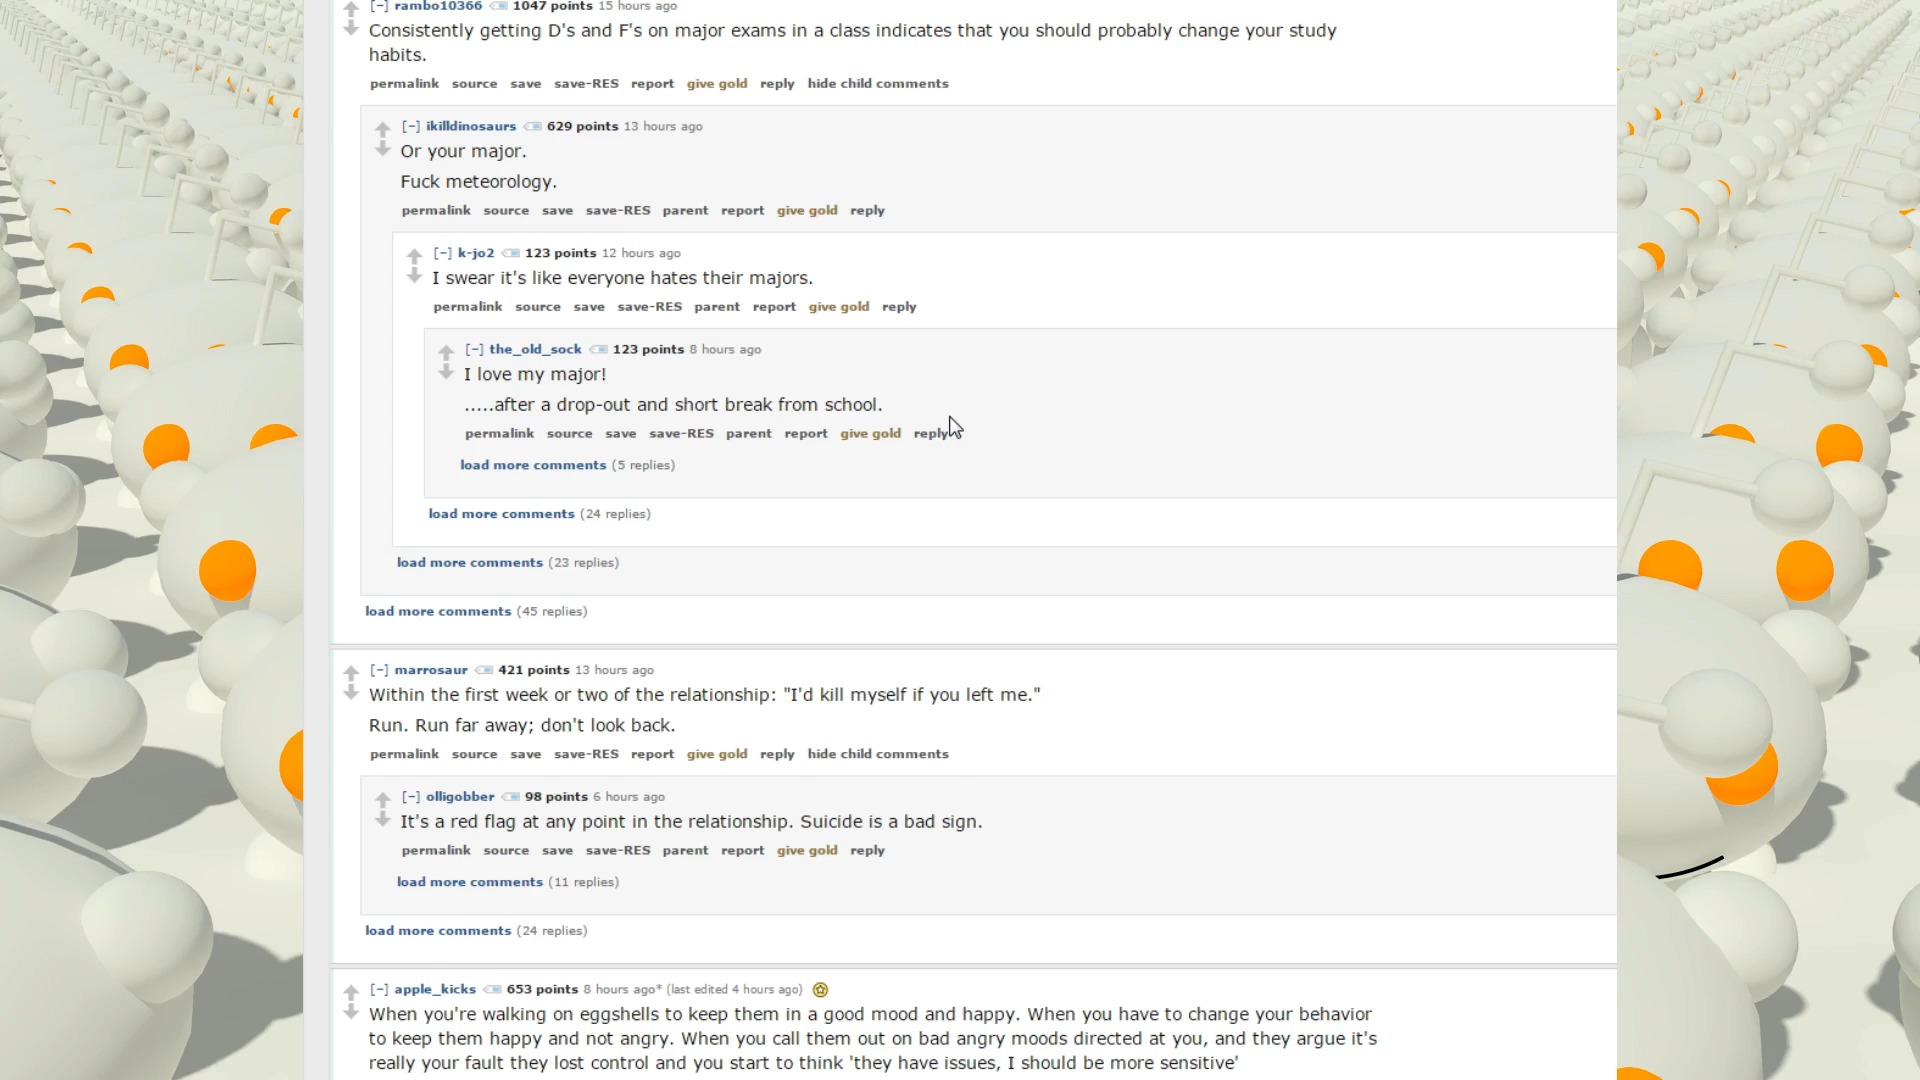 [-] rambo10366 1047 points 15 hours ago
Consistently getting D's and F's on major exams in a class indicates that you should probably change your study
habits.
permalink source save save-RES report give gold reply hide child comments
[-] ikilldinosaurs 629 points 13 hours ago
Or your major.
Fuck meteorology.
permalink source save save-RES parent report give gold reply
[-] k-jo2 123 points 12 hours ago
I swear it's like everyone hates their majors.
permalink source save save-RES parent report give gold reply
[-] the_old_sock 123 points 8 hours ago
I love my major!
.....after a drop-out and short break from school.
permalink source save save-RES parent report give gold reply
load more comments (5 replies)
load more comments (24 replies)
load more comments (23 replies)
load more comments (45 replies)
[-] marrosaur 421 points 13 hours ago
Within the first week or two of the relationship: "I'd kill myself if you left me."
Run. Run far away; don't look back.
permalink source save save-RES report give gold reply hide child comments
[-] olligobber 98 points 6 hours ago
It's a red flag at any point in the relationship. Suicide is a bad sign.
permalink source save save-RES parent report give gold reply
load more comments (11 replies)
load more comments (24 replies)
[-] apple_kicks 653 points 8 hours ago* (last edited 4 hours ago)
When you're walking on eggshells to keep them in a good mood and happy. When you have to change your behavior
to keep them happy and not angry. When you call them out on bad angry moods directed at you, and they argue it's
really your fault they lost control and you start to think 'they have issues, I should be more sensitive'